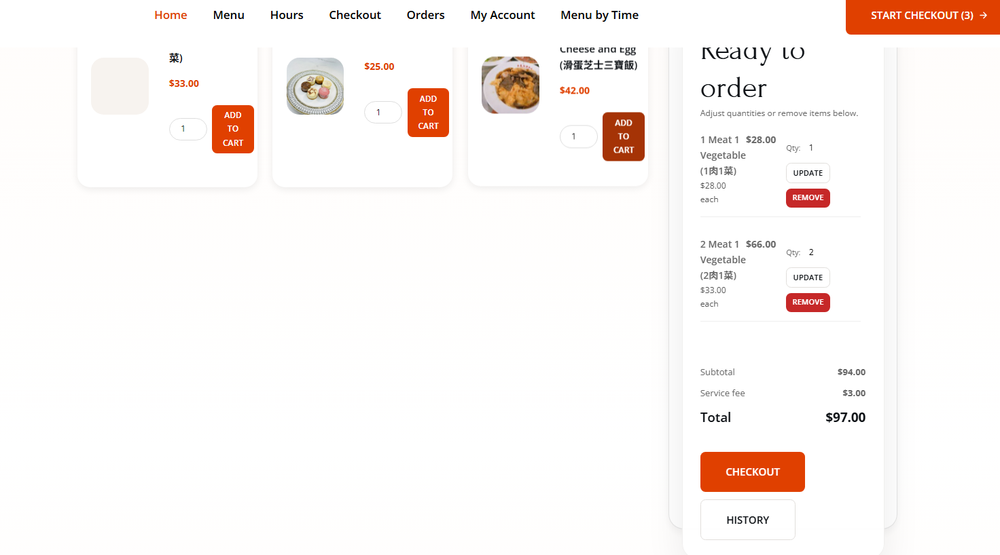 Home Menu Hours Checkout Orders My Account Menu by Time
START CHECKOUT (3) →
菜)
$33.00
1
ADD
TO
CART
$25.00
1
ADD
TO
CART
Cheese and Egg
(滑蛋芝士三寶飯)
$42.00
1
ADD
TO
CART
Ready to
order
Adjust quantities or remove items below.
1 Meat 1 $28.00
Vegetable
(1肉1菜)
$28.00
each
Qty: 1
UPDATE
REMOVE
2 Meat 1 $66.00
Vegetable
(2肉1菜)
$33.00
each
Qty: 2
UPDATE
REMOVE
Subtotal $94.00
Service fee $3.00
Total $97.00
CHECKOUT
HISTORY